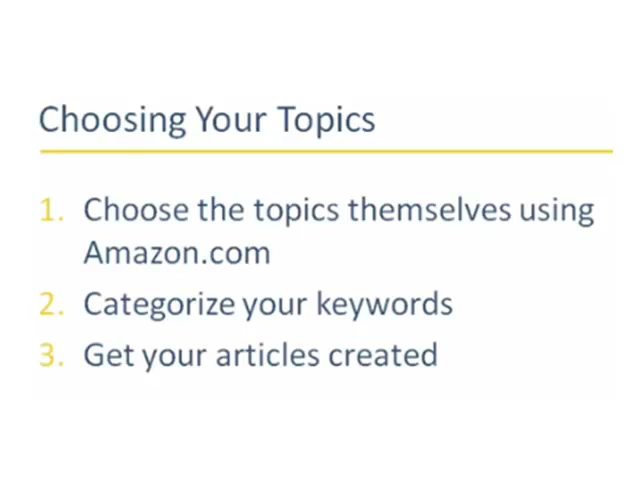 Choosing Your Topics
1. Choose the topics themselves using
Amazon.com
2. Categorize your keywords
3. Get your articles created